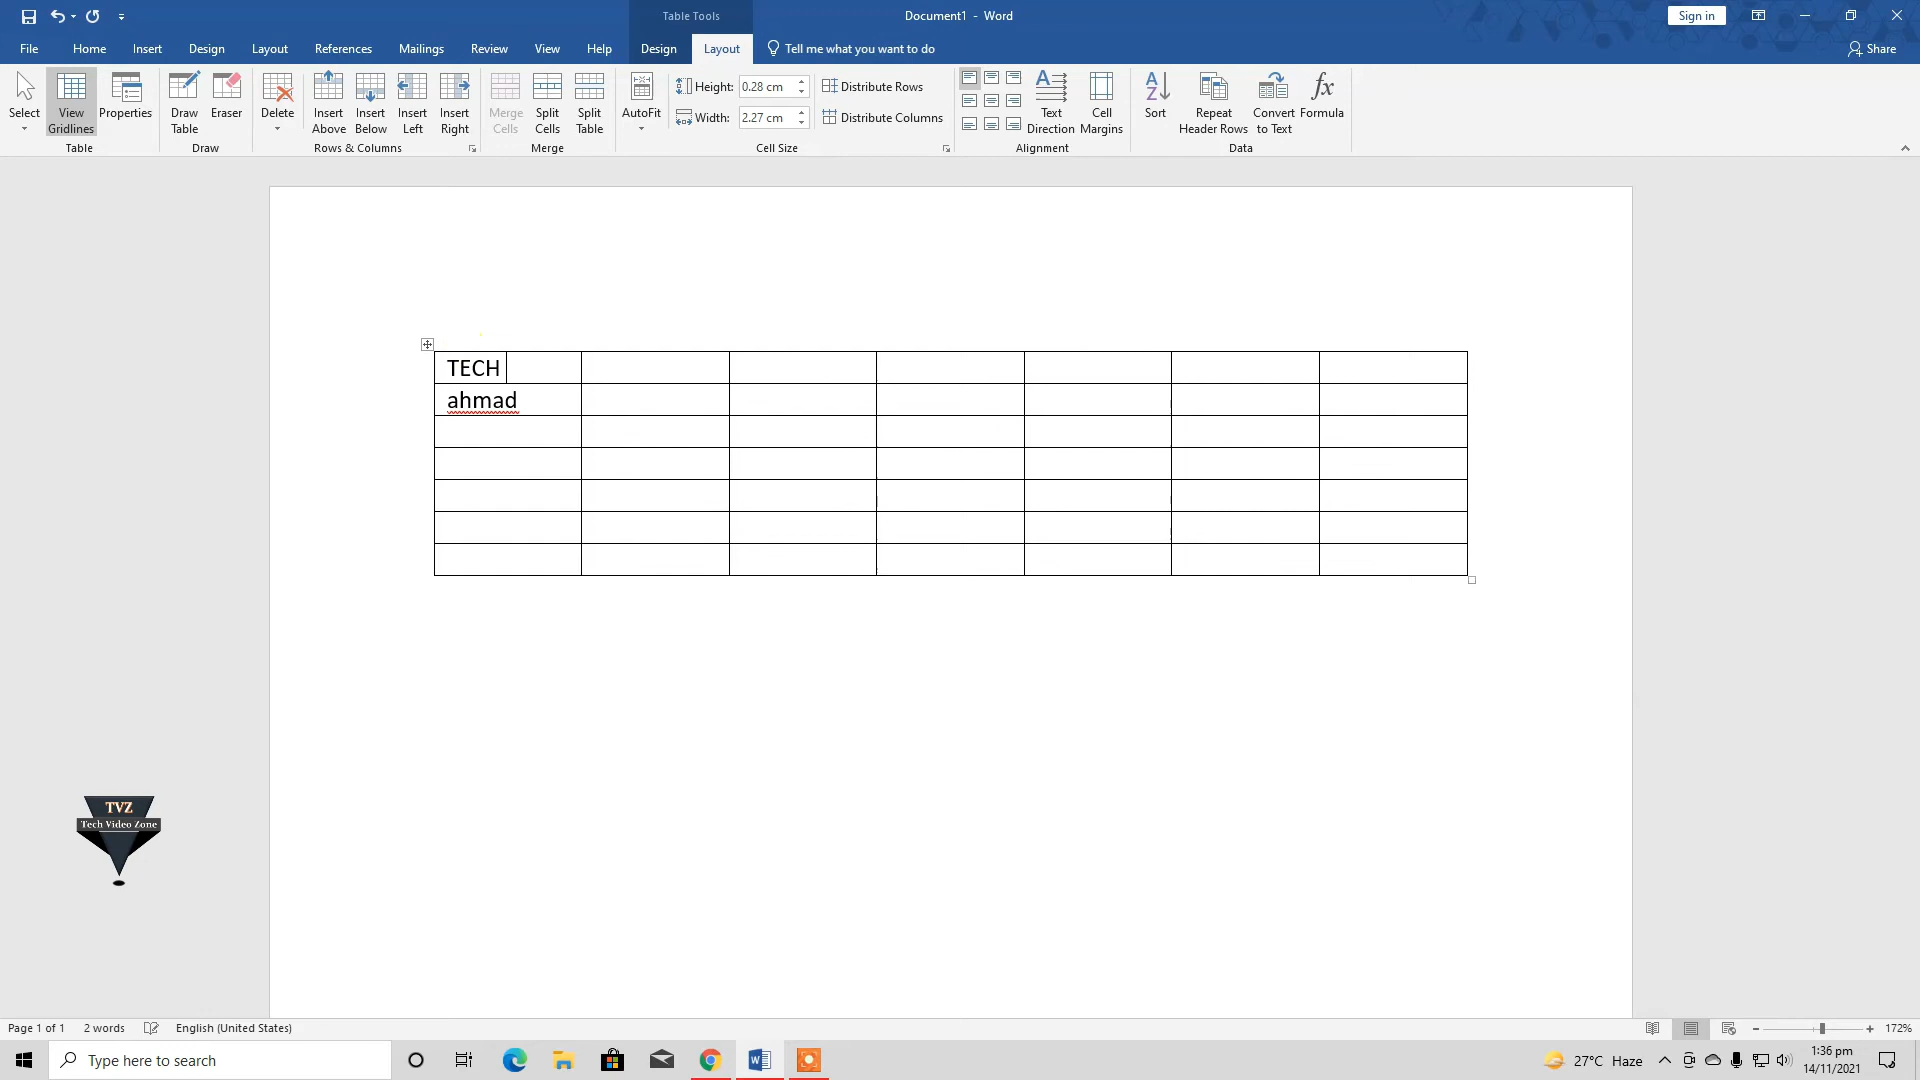 Table Tools
Document1 - Word
Sign in
File Home Insert Design Layout References Mailings Review View Help Design Layout Tell me what you want to do Share
Select
View Gridlines
Properties
Table
Draw Table
Eraser
Draw
Delete
Insert Above
Insert Below
Insert Left
Insert Right
Rows & Columns
Merge Cells
Split Cells
Split Table
Merge
AutoFit
Height: 0.28 cm
Width: 2.27 cm
Distribute Rows
Distribute Columns
Cell Size
Text Direction
Cell Margins
Alignment
Sort
Repeat Header Rows
Convert to Text
Formula
Data
TECH
ahmad
TVZ
Tech Video Zone
Page 1 of 1 2 words English (United States) 172%
Type here to search
27°C Haze
1:36 pm
14/11/2021